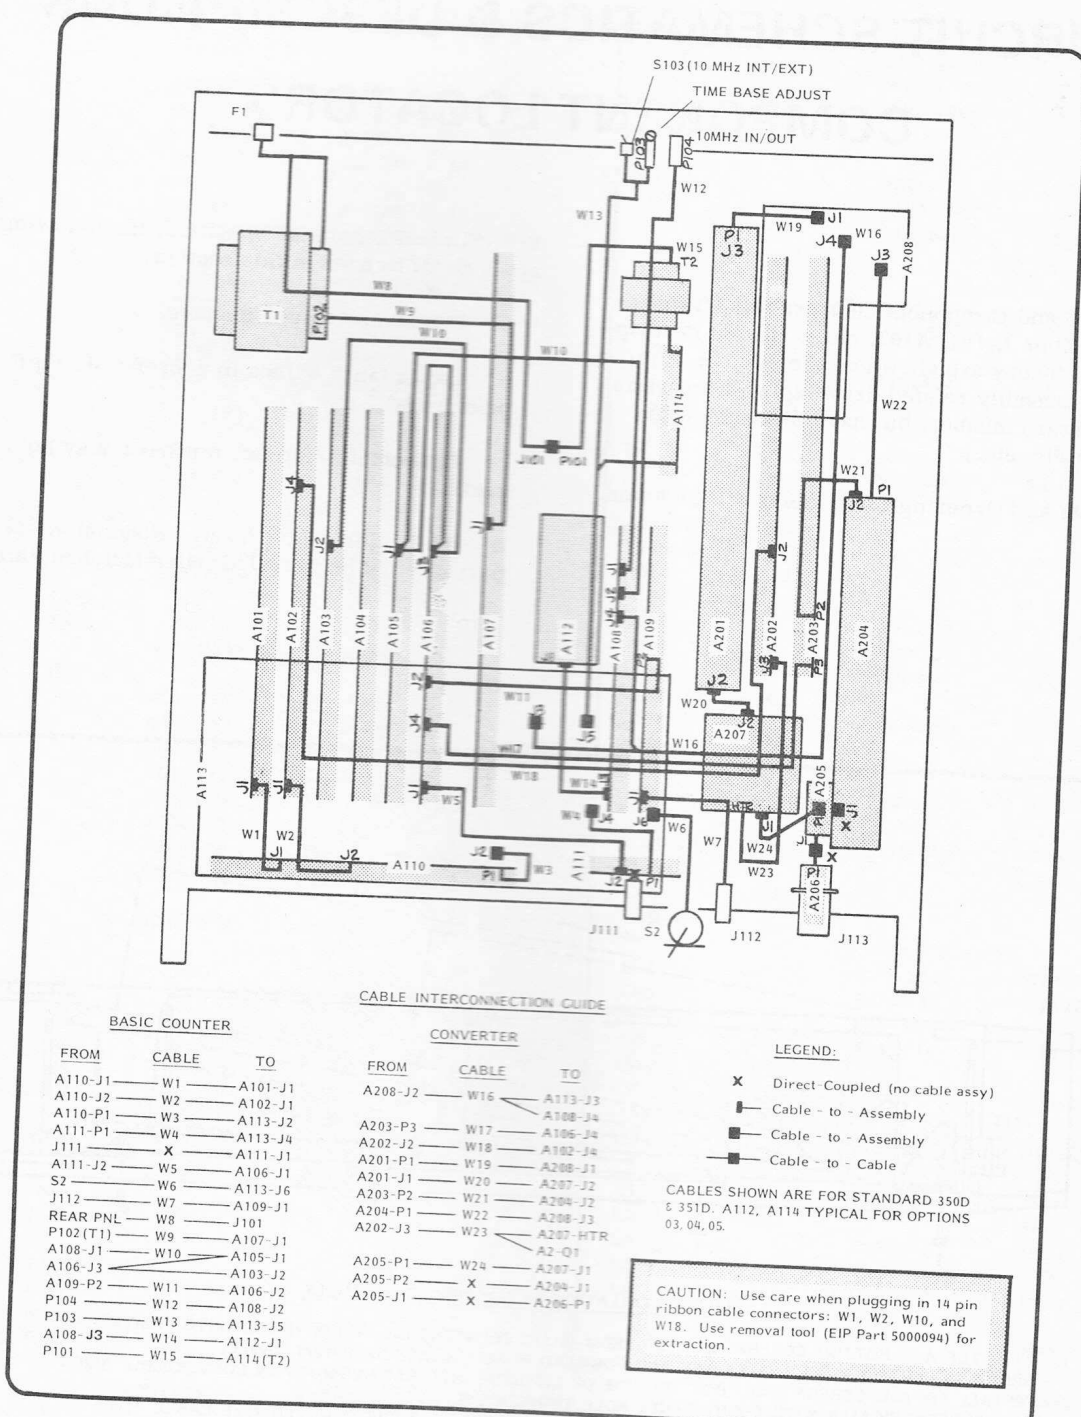 S103(10 MHz INT/EXT)
TIME BASE ADJUST
F1
P103
P104
10MHz IN/OUT
W12
W13
W15
T2
P1
J3
W19
J1
J4
W16
J3
A208
T1
P102
W8
W9
W10
W10
A114
W22
J101
P101
W21
J2
P1
J4
J2
J1
J3
J1
J1
J2
J4
J2
P2
A101
A102
A103
A104
A105
A106
A107
A112
A108
A109
A201
A202
A203
A204
J3
P3
P2
J2
W11
J5
J2
W20
J2
A207
J4
W17
W16
W18
A113
J1
J1
J1
W5
W14
J1
W4
J4
J6
W6
W7
HTR
J1
A205
P1
J1
X
W1
W2
J1
J2
A110
J2
P1
W3
A111
J2
X
P1
W24
W23
J1
X
P1
A206
J111
S2
J112
J113
CABLE INTERCONNECTION GUIDE
BASIC COUNTER
FROM CABLE TO
A110-J1 W1 A101-J1
A110-J2 W2 A102-J1
A110-P1 W3 A113-J2
A111-P1 W4 A113-J4
J111 X A111-J1
A111-J2 W5 A106-J1
S2 W6 A113-J6
J112 W7 A109-J1
REAR PNL W8 J101
P102(T1) W9 A107-J1
A108-J1 W10 A105-J1
A106-J3 A103-J2
A109-P2 W11 A106-J2
P104 W12 A108-J2
P103 W13 A113-J5
A108-J3 W14 A112-J1
P101 W15 A114(T2)
CONVERTER
FROM CABLE TO
A208-J2 W16 A113-J3
A108-J4
A203-P3 W17 A106-J4
A202-J2 W18 A102-J4
A201-P1 W19 A208-J1
A201-J1 W20 A207-J2
A203-P2 W21 A204-J2
A204-P1 W22 A208-J3
A202-J3 W23 A207-HTR
A2-Q1
A205-P1 W24 A207-J1
A205-P2 X A204-J1
A205-J1 X A206-P1
LEGEND:
X Direct-Coupled (no cable assy)
Cable - to - Assembly
Cable - to - Assembly
Cable - to - Cable
CABLES SHOWN ARE FOR STANDARD 350D
& 351D. A112, A114 TYPICAL FOR OPTIONS
03, 04, 05.
CAUTION: Use care when plugging in 14 pin
ribbon cable connectors: W1, W2, W10, and
W18. Use removal tool (EIP Part 5000094) for
extraction.